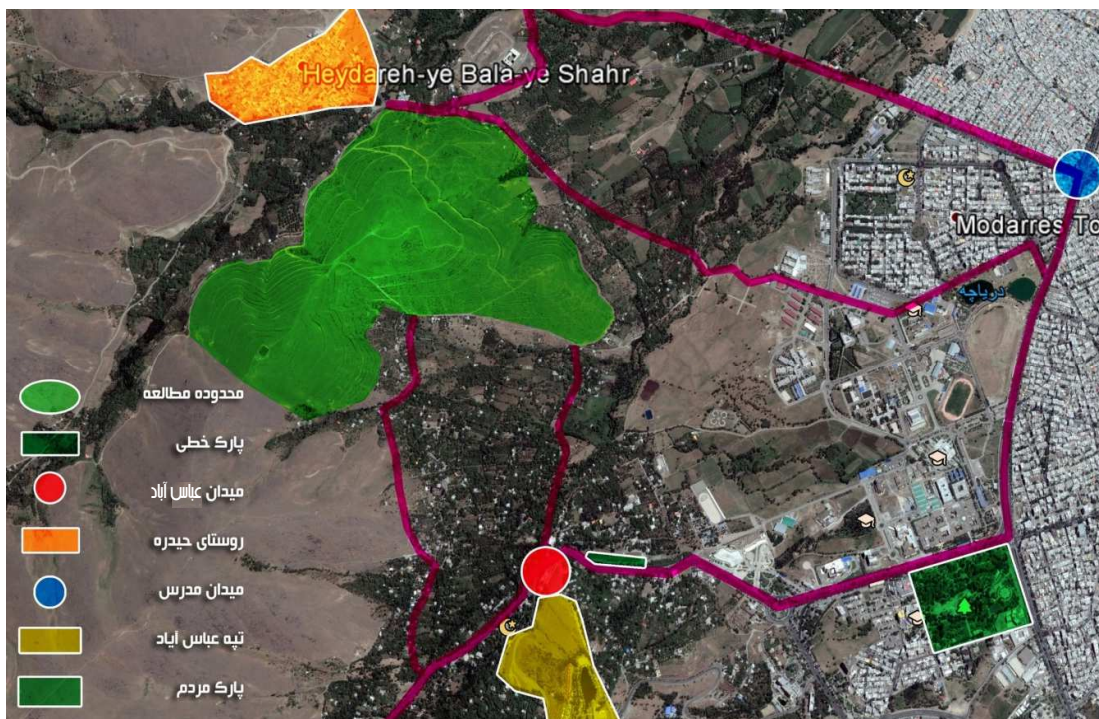 Heydareh-ye Bala-ye Shahr
Modarres To
دریاچه
محدوده مطالعه
پارک خطی
میدان عباس آباد
روستای حیدره
میدان مدرس
تپه عباس آیاد
پارک مردم